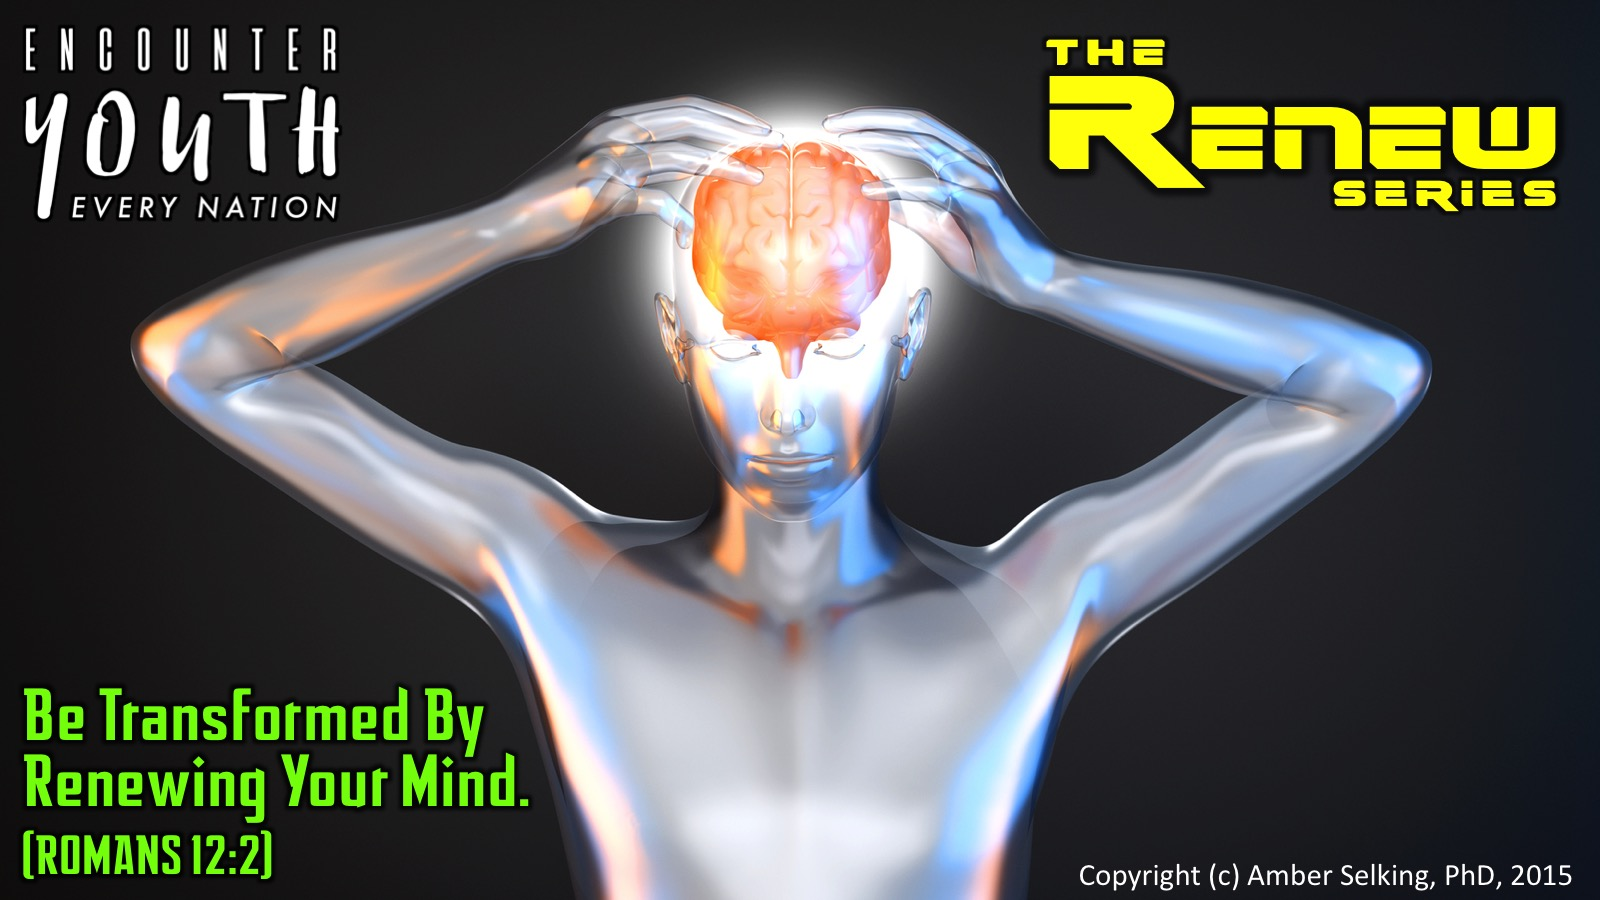 ENCOUNTER
YOUTH
EVERY NATION
THE
RENEW
SERIES
Be Transformed By
Renewing Your Mind.
(ROMANS 12:2)
Copyright (c) Amber Selking, PhD, 2015